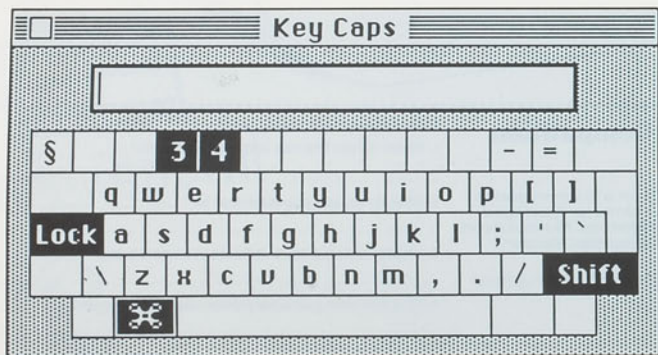 Key Caps
§ 3 4 - =
q w e r t y u i o p [ ]
Lock a s d f g h j k l ; ' `
\ z x c v b n m , . / Shift
⌘